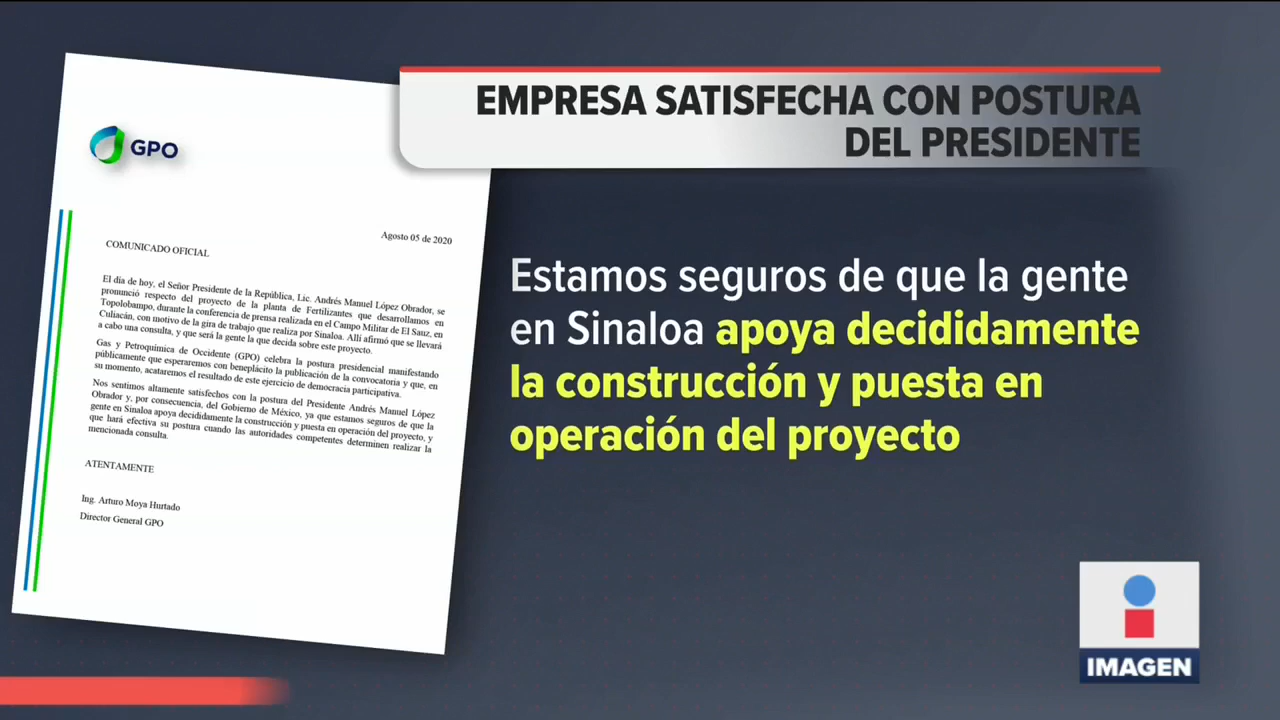 GPO
Agosto 05 de 2020
COMUNICADO OFICIAL
El día de hoy, el Señor Presidente de la República, Lic. Andrés Manuel López Obrador, se
pronunció respecto del proyecto de la planta de Fertilizantes que desarrollamos en
Topolobampo, durante la conferencia de prensa realizada en el Campo Militar de El Sauz, en
Culiacán, con motivo de la gira de trabajo que realiza por Sinaloa. Allí afirmó que se llevará
a cabo una consulta, y que será la gente la que decida sobre este proyecto.
Gas y Petroquímica de Occidente (GPO) celebra la postura presidencial manifestando
públicamente que esperaremos con beneplácito la publicación de la convocatoria y que, en
su momento, acataremos el resultado de este ejercicio de democracia participativa.
Nos sentimos altamente satisfechos con la postura del Presidente Andrés Manuel López
Obrador y, por consecuencia, del Gobierno de México, ya que estamos seguros de que la
gente en Sinaloa apoya decididamente la construcción y puesta en operación del proyecto, y
que hará efectiva su postura cuando las autoridades competentes determinen realizar la
mencionada consulta.
ATENTAMENTE
Ing. Arturo Moya Hurtado
Director General GPO
EMPRESA SATISFECHA CON POSTURA
DEL PRESIDENTE
Estamos seguros de que la gente
en Sinaloa apoya decididamente
la construcción y puesta en
operación del proyecto
IMAGEN